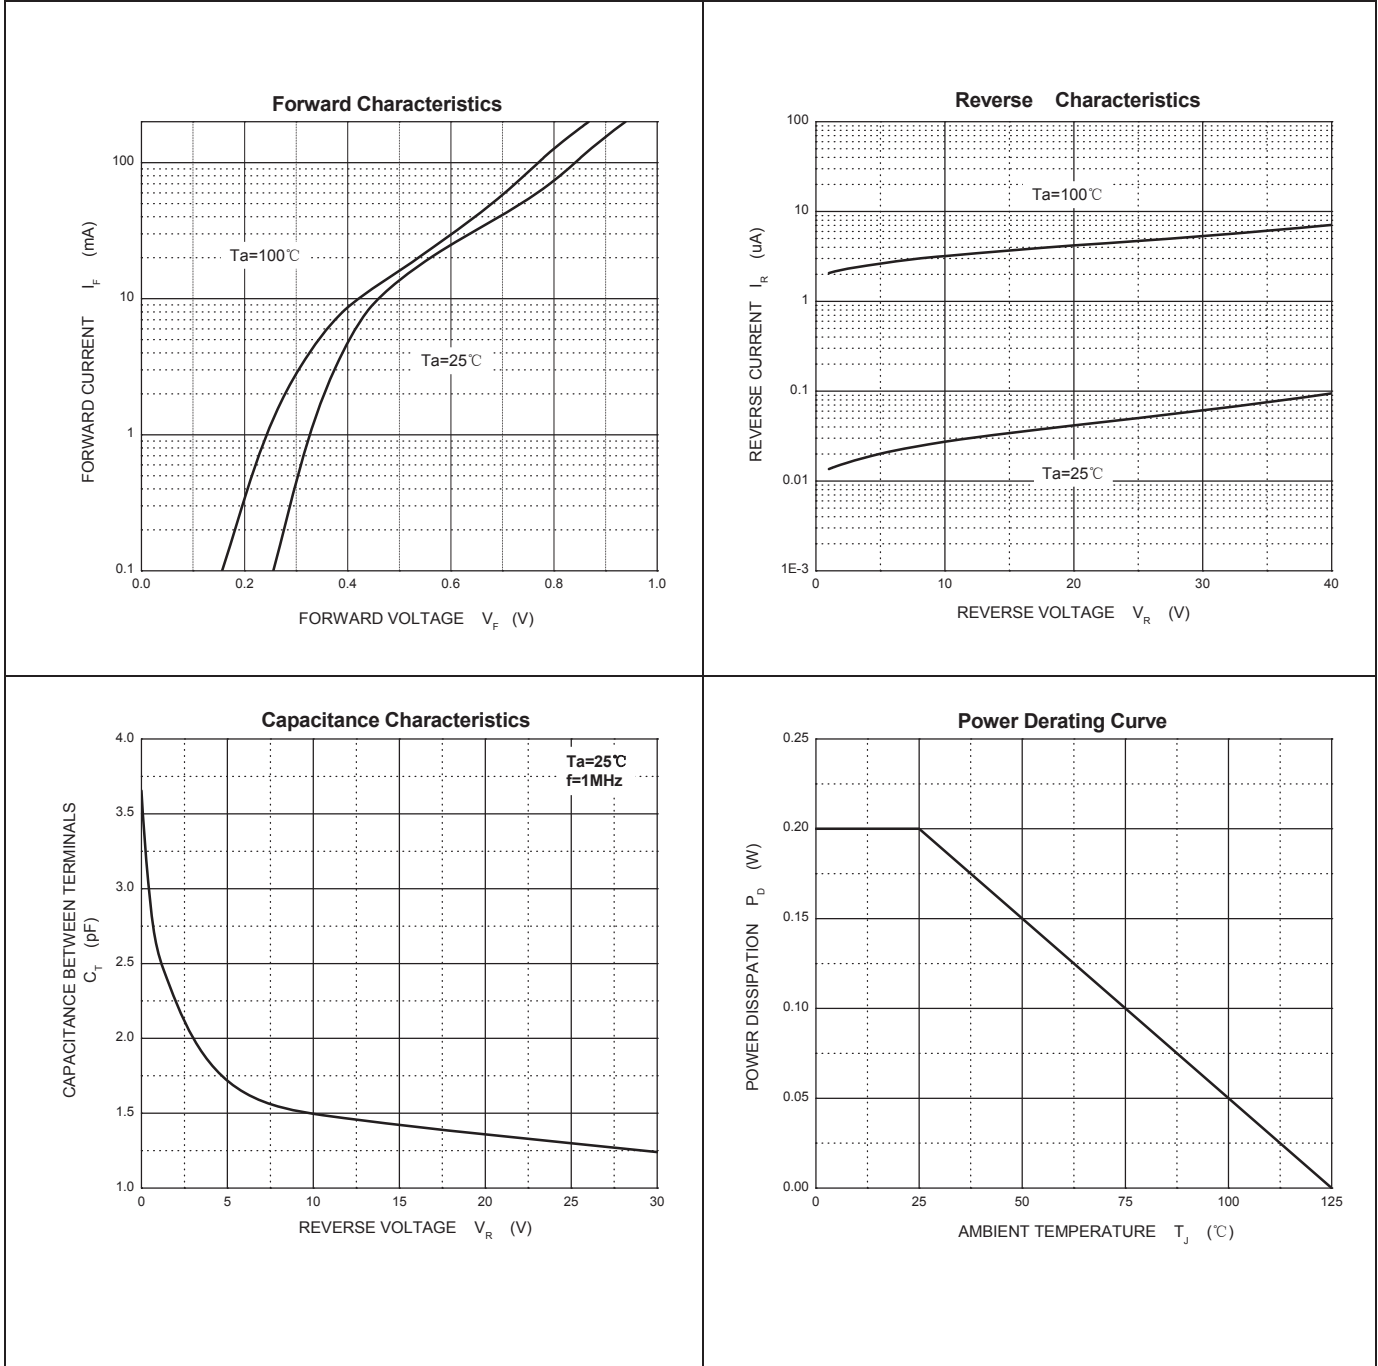 Forward Characteristics
100
10
1
0.1
0.0
0.2
0.4
0.6
0.8
1.0
Ta=100℃
Ta=25℃
FORWARD CURRENT I_F (mA)
FORWARD VOLTAGE V_F (V)
Reverse Characteristics
100
10
1
0.1
0.01
1E-3
0
10
20
30
40
Ta=100℃
Ta=25℃
REVERSE CURRENT I_R (uA)
REVERSE VOLTAGE V_R (V)
Capacitance Characteristics
4.0
3.5
3.0
2.5
2.0
1.5
1.0
0
5
10
15
20
25
30
Ta=25℃
f=1MHz
CAPACITANCE BETWEEN TERMINALS
C_T (pF)
REVERSE VOLTAGE V_R (V)
Power Derating Curve
0.25
0.20
0.15
0.10
0.05
0.00
0
25
50
75
100
125
POWER DISSIPATION P_D (W)
AMBIENT TEMPERATURE T_J (℃)